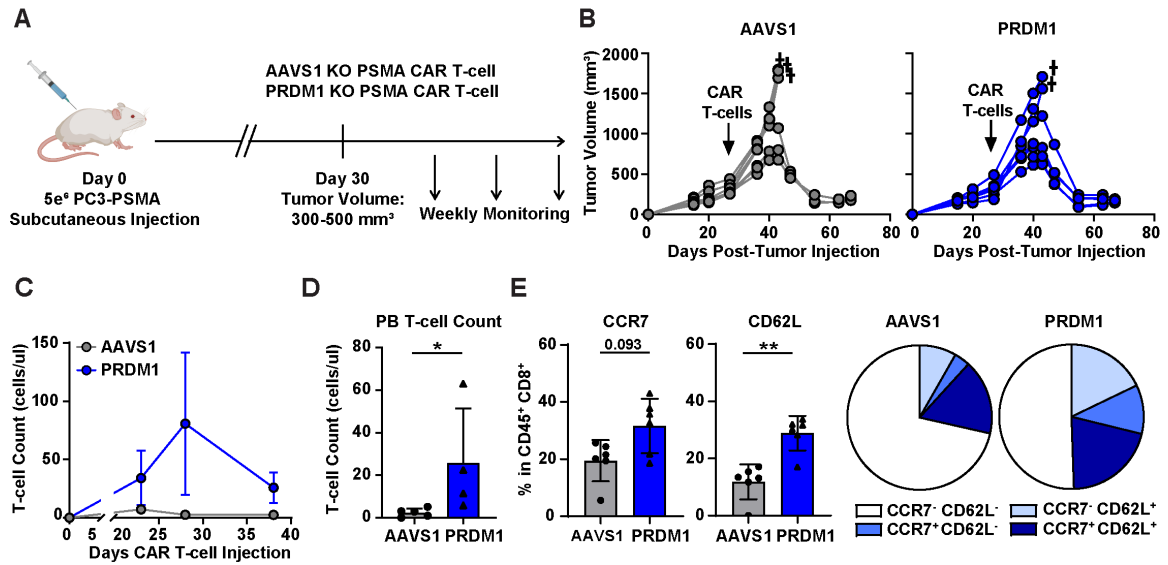 A
AAVS1 KO PSMA CAR T-cell
PRDM1 KO PSMA CAR T-cell
Day 0
5e⁶ PC3-PSMA
Subcutaneous Injection
Day 30
Tumor Volume:
300-500 mm³
Weekly Monitoring
B
AAVS1
PRDM1
Tumor Volume (mm³)
2000
1500
1000
500
0
CAR
T-cells
CAR
T-cells
0 20 40 60 80
0 20 40 60 80
Days Post-Tumor Injection
Days Post-Tumor Injection
C
T-cell Count (cells/ul)
150
100
50
0
AAVS1
PRDM1
0 5 20 25 30 35 40
Days CAR T-cell Injection
D
PB T-cell Count
T-cell Count (cells/ul)
80
60
40
20
0
*
AAVS1 PRDM1
E
CCR7
% in CD45⁺ CD8⁺
60
40
20
0
0.093
AAVS1 PRDM1
CD62L
60
40
20
0
**
AAVS1 PRDM1
AAVS1
PRDM1
CCR7⁻ CD62L⁻
CCR7⁻ CD62L⁺
CCR7⁺ CD62L⁻
CCR7⁺ CD62L⁺